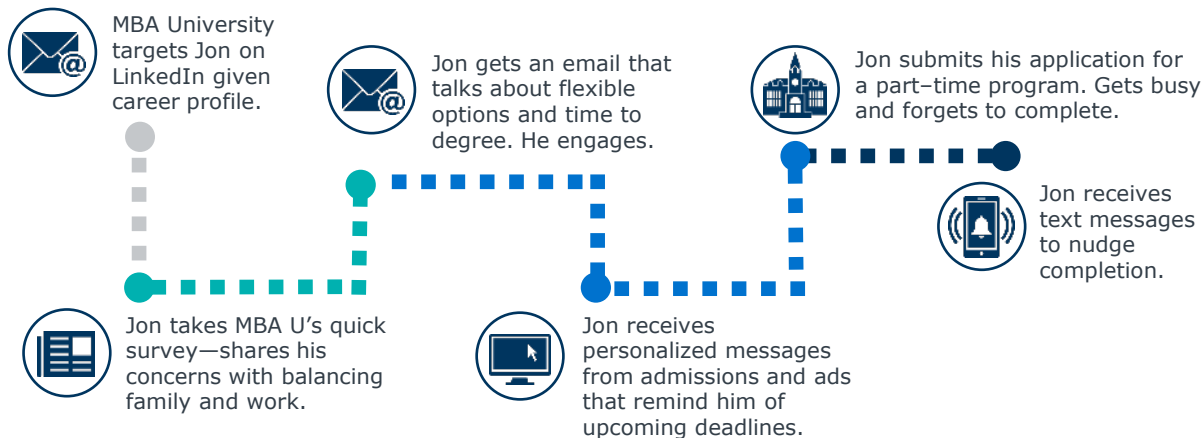 MBA University
targets Jon on
LinkedIn given
career profile.
Jon takes MBA U’s quick
survey—shares his
concerns with balancing
family and work.
Jon gets an email that
talks about flexible
options and time to
degree. He engages.
Jon receives
personalized messages
from admissions and ads
that remind him of
upcoming deadlines.
Jon submits his application for
a part–time program. Gets busy
and forgets to complete.
Jon receives
text messages
to nudge
completion.